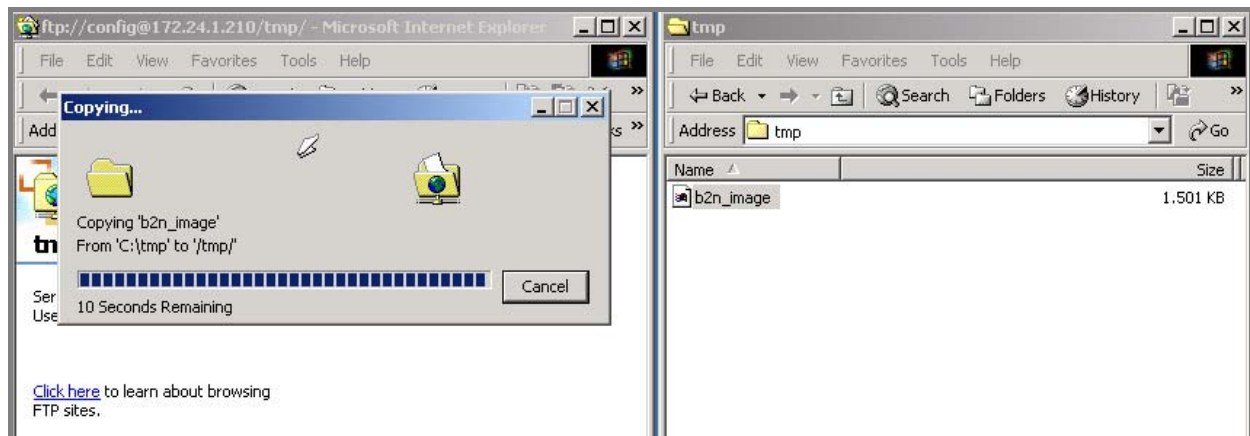 ftp://config@172.24.1.210/tmp/ - Microsoft Internet Explorer
File Edit View Favorites Tools Help
Add
Copying...
Copying 'b2n_image'
From 'C:\tmp' to '/tmp/'
Cancel
10 Seconds Remaining
Ser
Use
Click here to learn about browsing
FTP sites.
tmp
File Edit View Favorites Tools Help
Back Search Folders History »
Address tmp Go
Name Size
b2n_image 1.501 KB